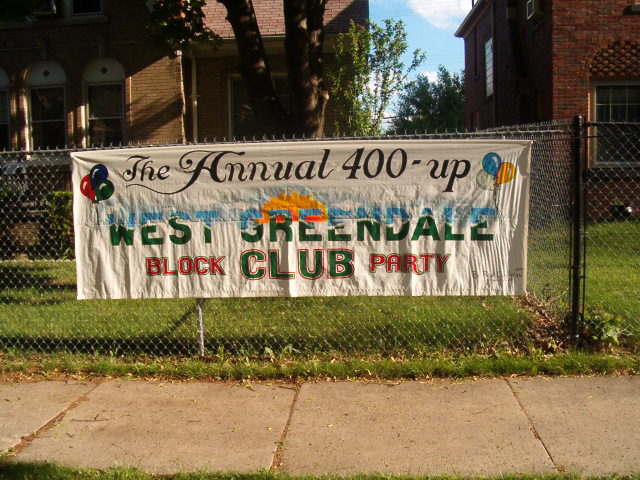 The Annual 400-up
WEST GREENDALE
BLOCK CLUB PARTY